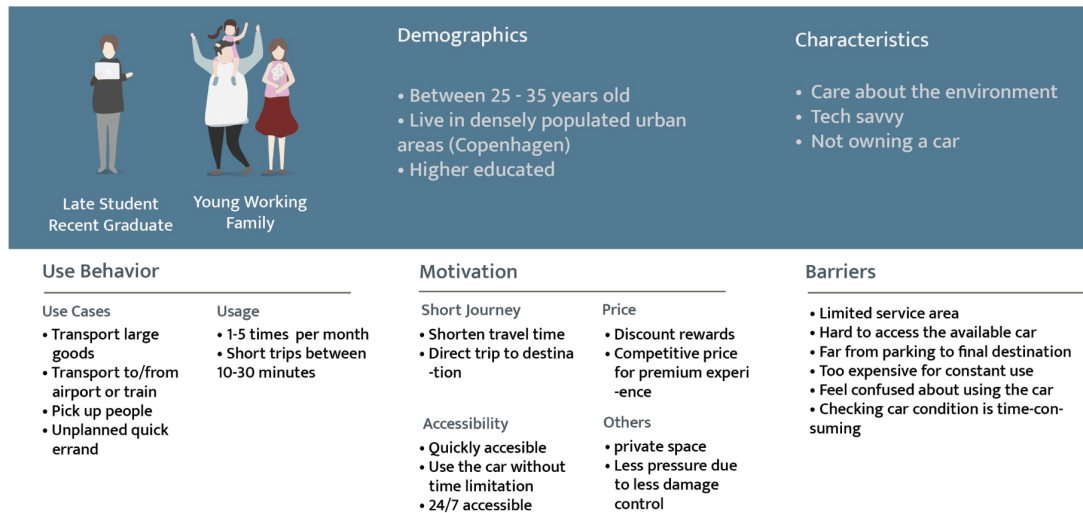 Late Student
Recent Graduate
Young Working
Family
Demographics
• Between 25 - 35 years old
• Live in densely populated urban
areas (Copenhagen)
• Higher educated
Characteristics
• Care about the environment
• Tech savvy
• Not owning a car
Use Behavior
Use Cases
• Transport large
goods
• Transport to/from
airport or train
• Pick up people
• Unplanned quick
errand
Usage
• 1-5 times per month
• Short trips between
10-30 minutes
Motivation
Short Journey
• Shorten travel time
• Direct trip to destina
-tion
Price
• Discount rewards
• Competitive price
for premium experi
-ence
Accessibility
• Quickly accesible
• Use the car without
time limitation
• 24/7 accessible
Others
• private space
• Less pressure due
to less damage
control
Barriers
• Limited service area
• Hard to access the available car
• Far from parking to final destination
• Too expensive for constant use
• Feel confused about using the car
• Checking car condition is time-con-
suming